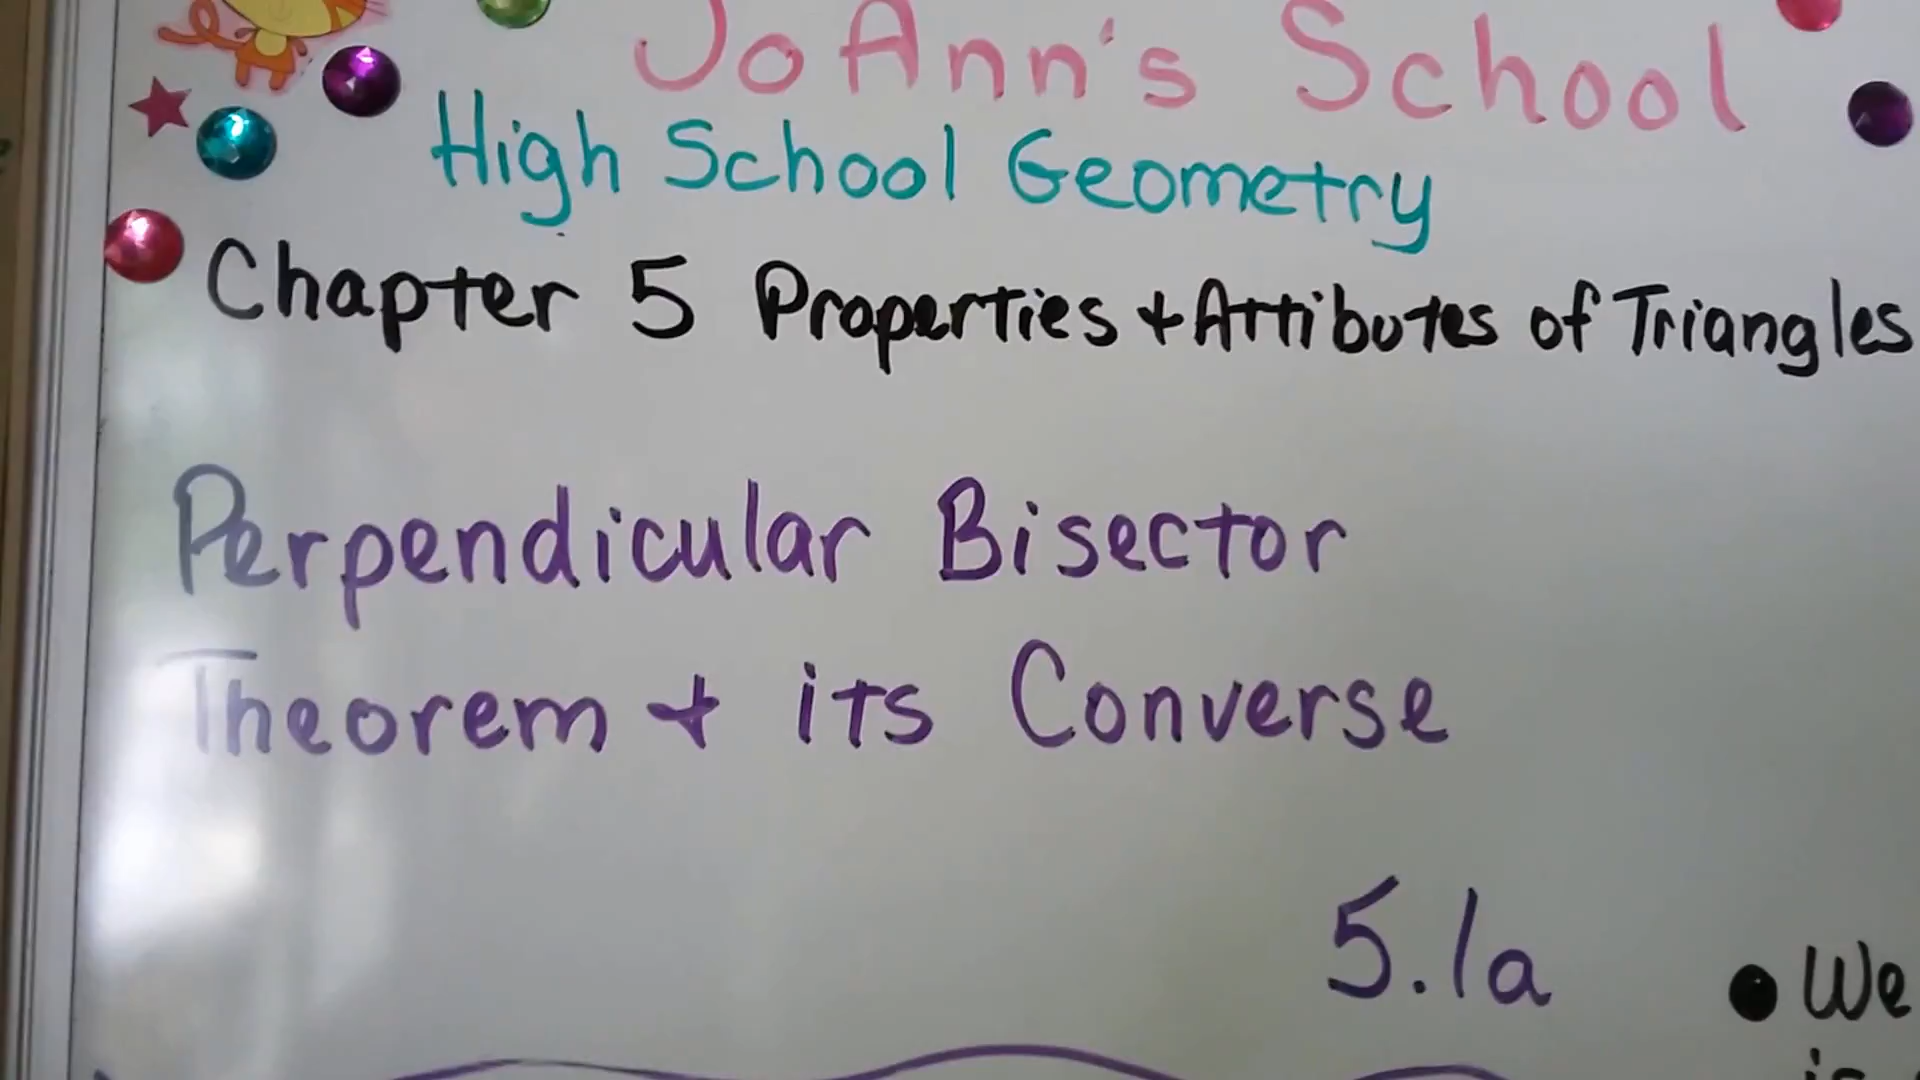 JoAnn's School
High School Geometry
Chapter 5 Properties + Attibutes of Triangles
Perpendicular Bisector
Theorem + its Converse
5.1a
• We
is